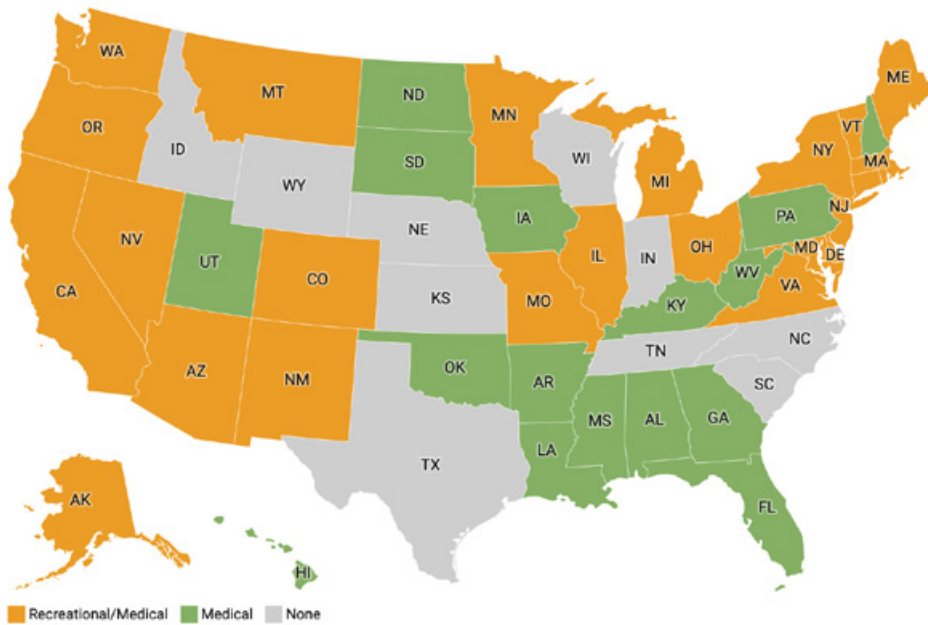 WA
MT
ND
MN
ME
OR
ID
SD
WI
VT
NY
MA
WY
MI
IA
PA
NJ
NV
NE
IL
IN
OH
MD
DE
UT
CO
WV
VA
CA
KS
MO
KY
NC
TN
AZ
NM
OK
AR
SC
MS
AL
GA
LA
TX
AK
FL
HI
Recreational/Medical
Medical
None